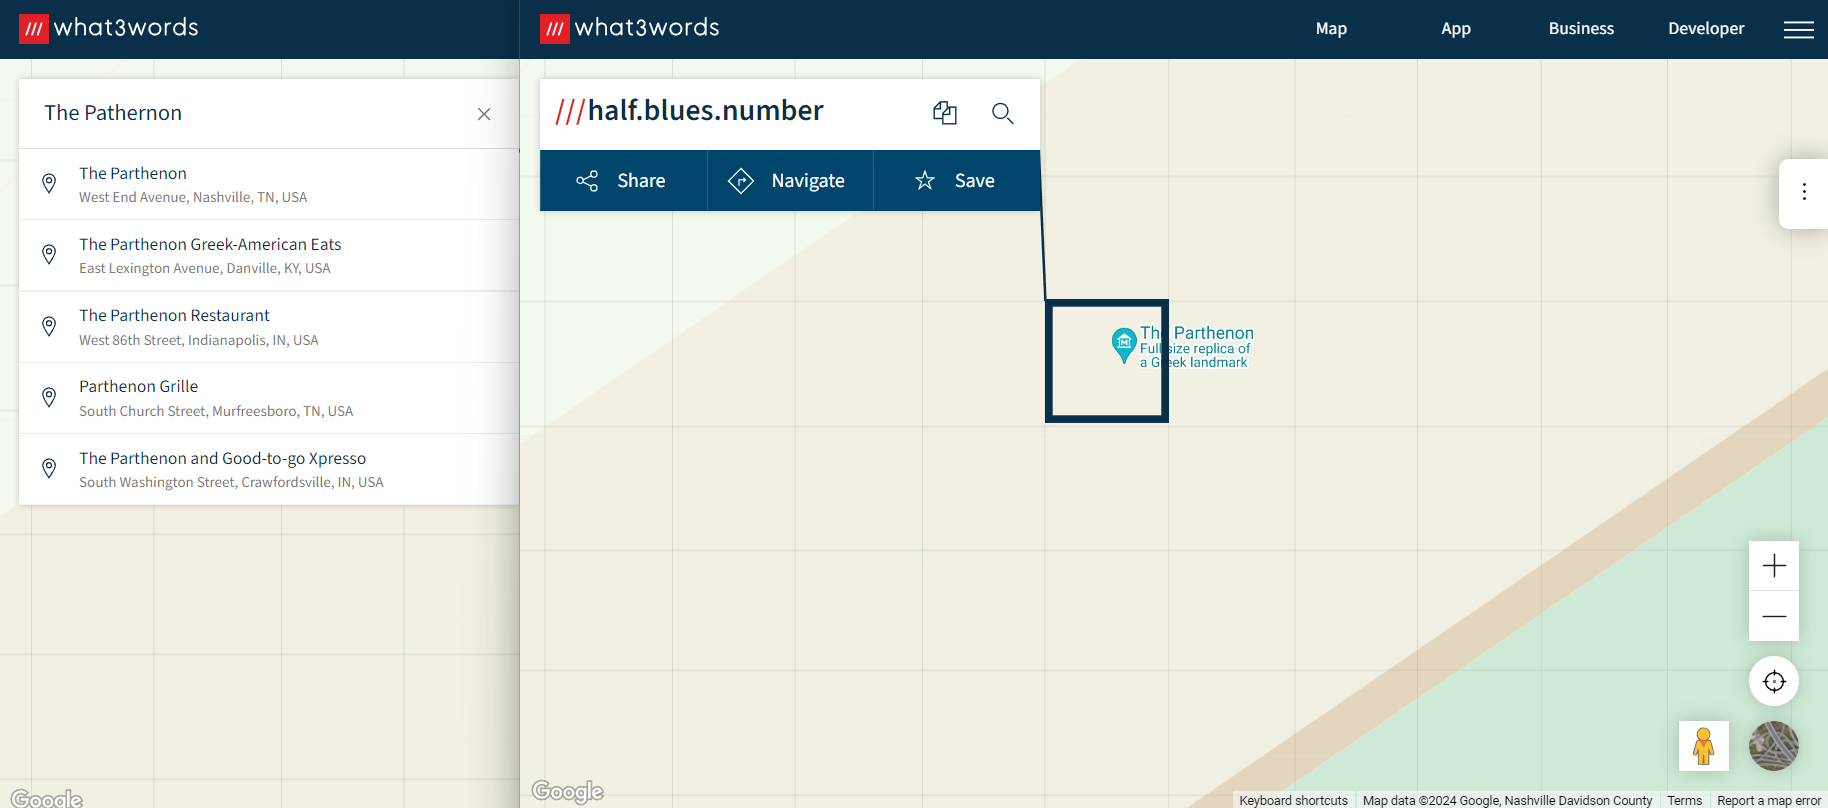 /// what3words
The Pathernon
The Parthenon
West End Avenue, Nashville, TN, USA
The Parthenon Greek-American Eats
East Lexington Avenue, Danville, KY, USA
The Parthenon Restaurant
West 86th Street, Indianapolis, IN, USA
Parthenon Grille
South Church Street, Murfreesboro, TN, USA
The Parthenon and Good-to-go Xpresso
South Washington Street, Crawfordsville, IN, USA
Google
/// what3words
Map App Business Developer
///half.blues.number
Share Navigate Save
The Parthenon
Full size replica of
a Greek landmark
Google
Keyboard shortcuts Map data ©2024 Google, Nashville Davidson County Terms Report a map error